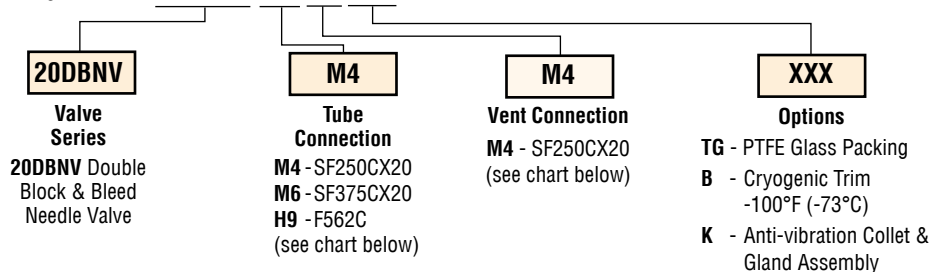 20DBNV
Valve
Series
20DBNV Double
Block & Bleed
Needle Valve
M4
Tube
Connection
M4 - SF250CX20
M6 - SF375CX20
H9 - F562C
(see chart below)
M4
Vent Connection
M4 - SF250CX20
(see chart below)
XXX
Options
TG - PTFE Glass Packing
B - Cryogenic Trim
-100°F (-73°C)
K - Anti-vibration Collet &
Gland Assembly